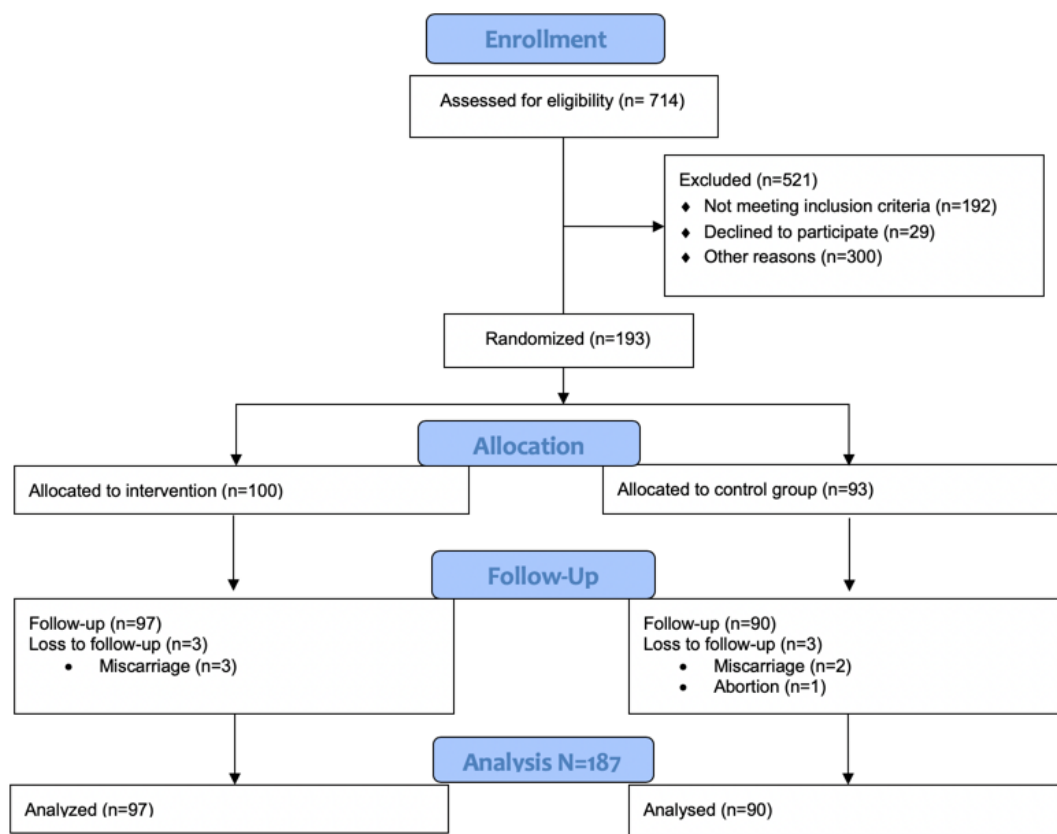 Enrollment
Assessed for eligibility (n= 714)
Excluded (n=521)
♦ Not meeting inclusion criteria (n=192)
♦ Declined to participate (n=29)
♦ Other reasons (n=300)
Randomized (n=193)
Allocation
Allocated to intervention (n=100)
Allocated to control group (n=93)
Follow-Up
Follow-up (n=97)
Loss to follow-up (n=3)
• Miscarriage (n=3)
Follow-up (n=90)
Loss to follow-up (n=3)
• Miscarriage (n=2)
• Abortion (n=1)
Analysis N=187
Analyzed (n=97)
Analysed (n=90)